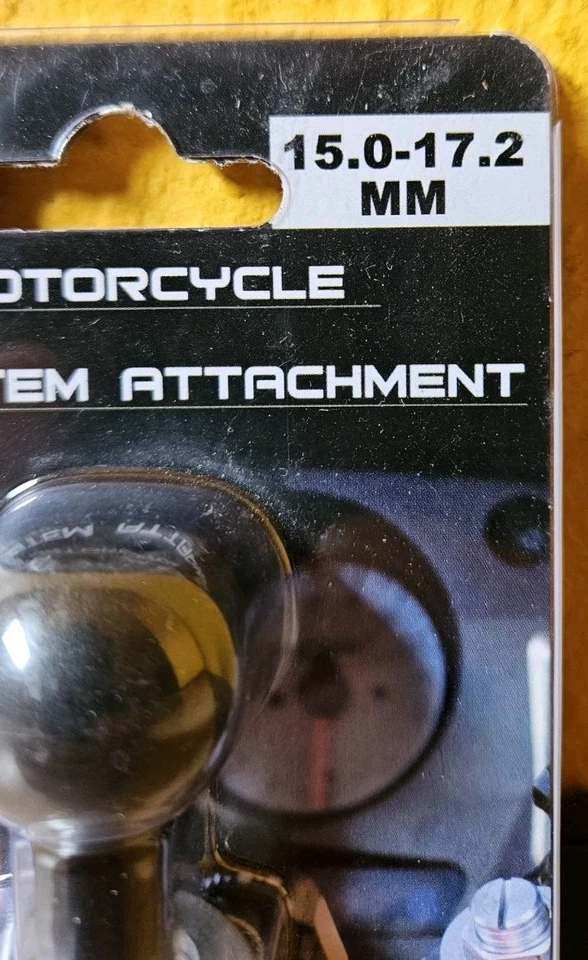 15.0-17.2
MM
OTORCYCLE
TEM ATTACHMENT